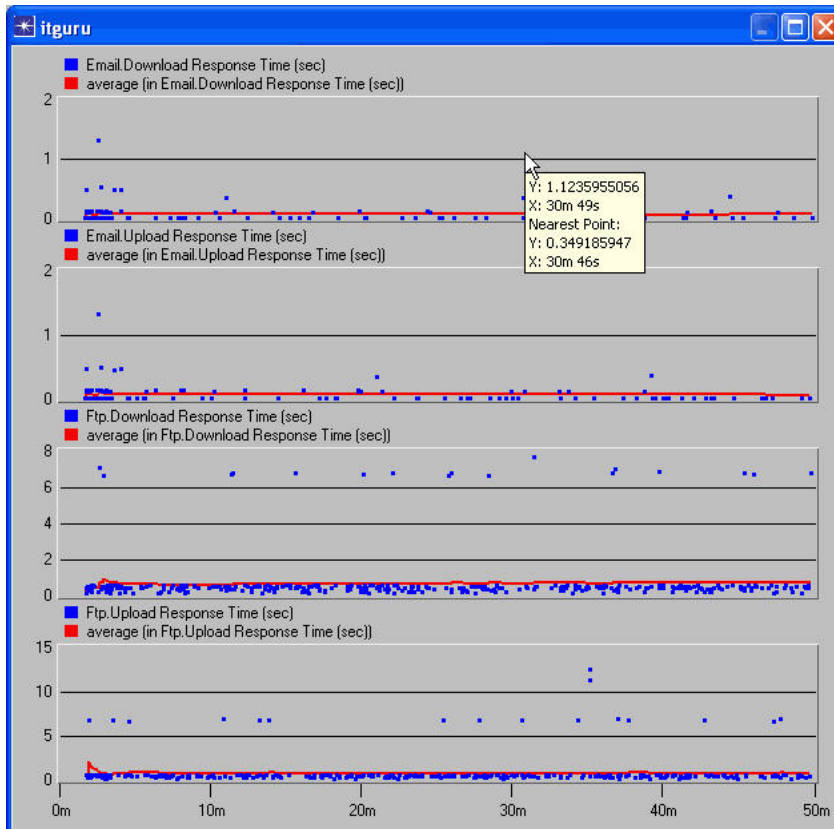 itguru
Email.Download Response Time (sec)
average (in Email.Download Response Time (sec))
2
1
0
Y: 1.1235955056
X: 30m 49s
Nearest Point:
Y: 0.349185947
X: 30m 46s
Email.Upload Response Time (sec)
average (in Email.Upload Response Time (sec))
2
1
0
Ftp.Download Response Time (sec)
average (in Ftp.Download Response Time (sec))
8
6
4
2
0
Ftp.Upload Response Time (sec)
average (in Ftp.Upload Response Time (sec))
15
10
5
0
0m 10m 20m 30m 40m 50m